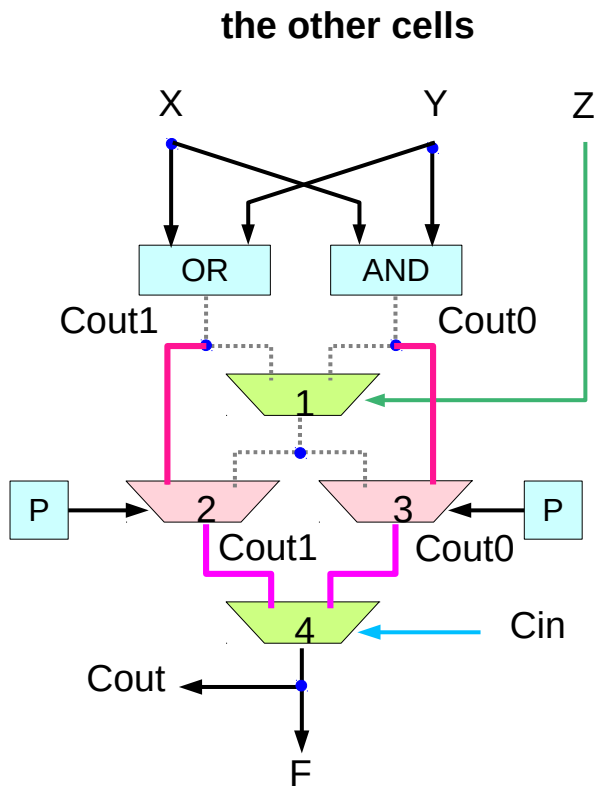 the other cells
X
Y
Z
OR
AND
Cout1
Cout0
1
P
2
3
P
Cout1
Cout0
4
Cin
Cout
F